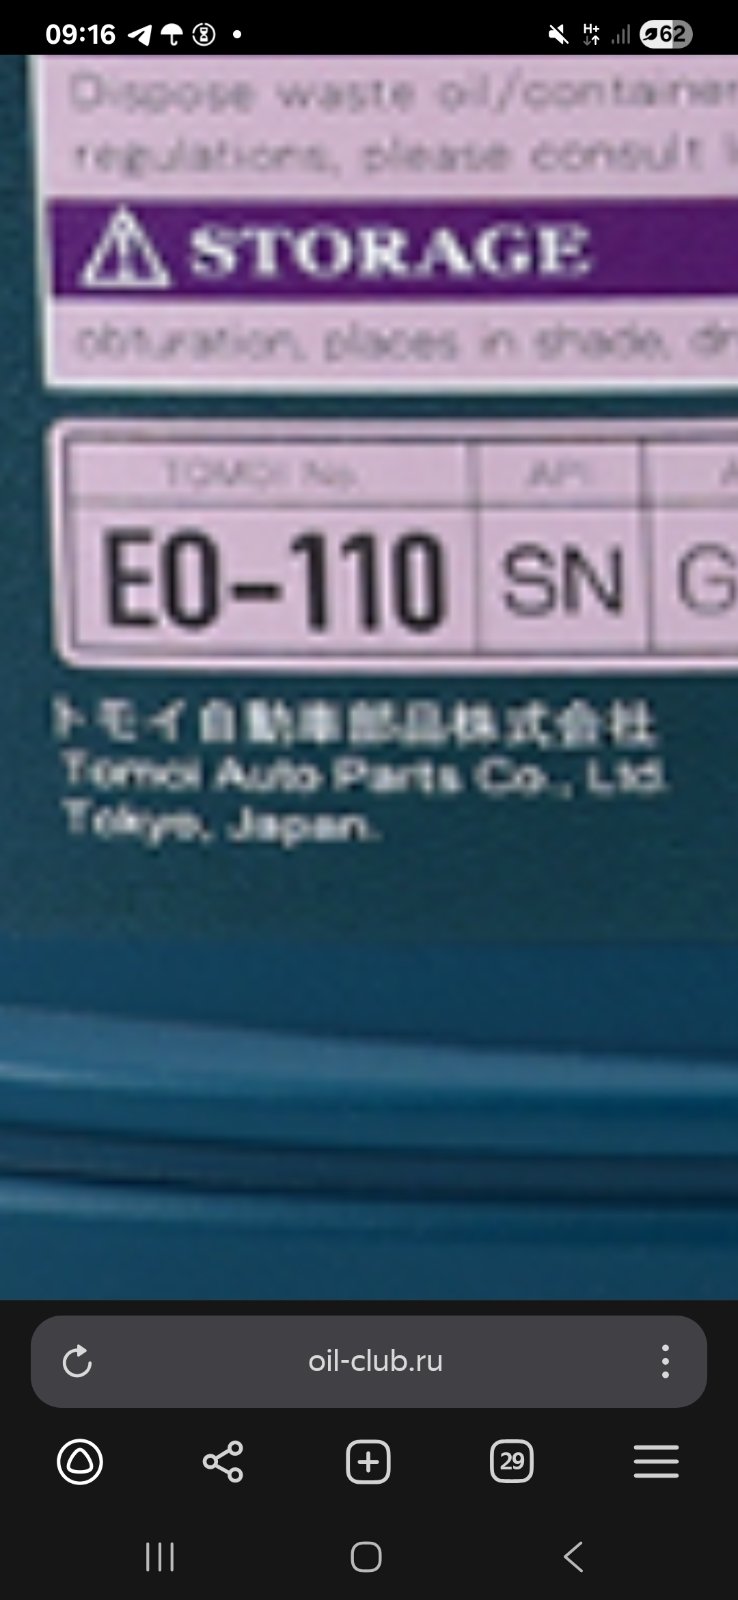 09:16
62
Dispose waste oil/container
regulations, please consult
STORAGE
obturation, places in shade,
TOMOI No. API
EO-110 SN G
トモイ自動車部品株式会社
Tomoi Auto Parts Co., Ltd.
Tokyo, Japan.
oil-club.ru
29